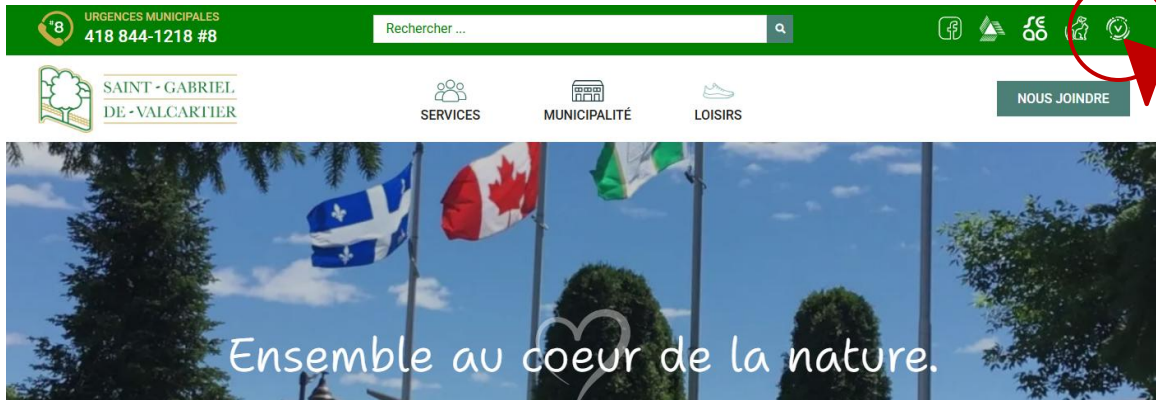 #8
URGENCES MUNICIPALES
418 844-1218 #8
Rechercher ...
SEAO
SAINT - GABRIEL
DE - VALCARTIER
SERVICES
MUNICIPALITÉ
LOISIRS
NOUS JOINDRE
Ensemble au coeur de la nature.